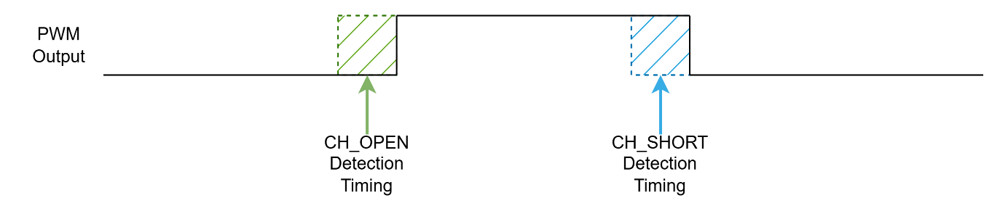 PWM
Output
CH_OPEN
Detection
Timing
CH_SHORT
Detection
Timing